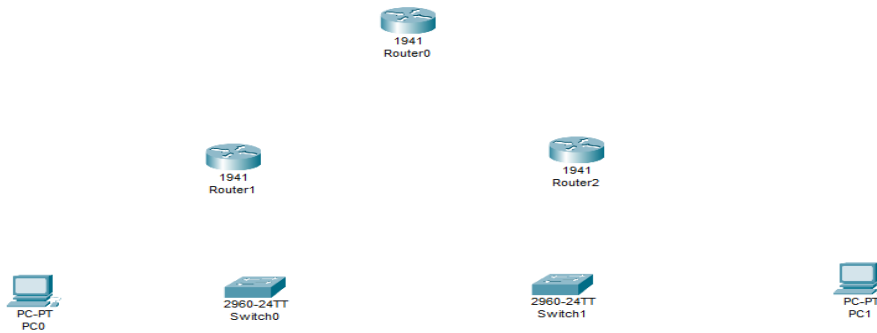 1941
Router0
1941
Router1
1941
Router2
PC-PT
PC0
2960-24TT
Switch0
2960-24TT
Switch1
PC-PT
PC1